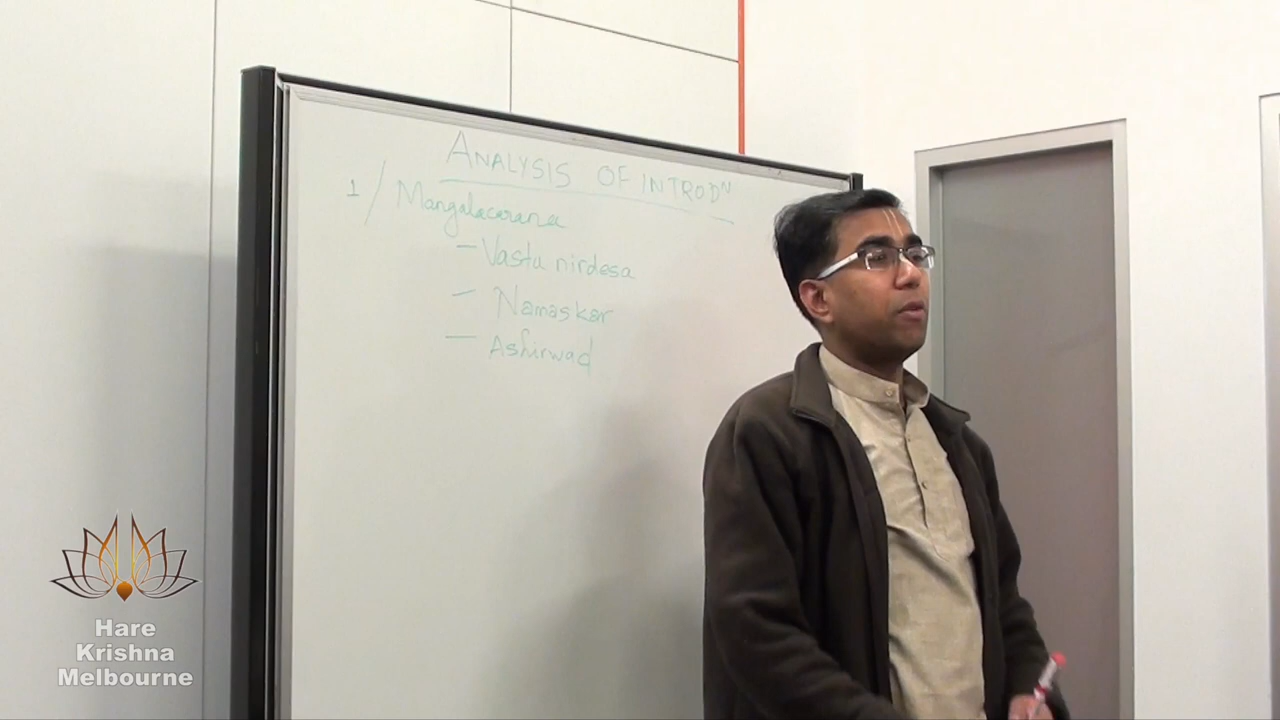 ANALYSIS OF INTRODN
1/ Mangalacarana
– Vastu nirdesa
– Namaskar
– Ashirwad
Hare
Krishna
Melbourne